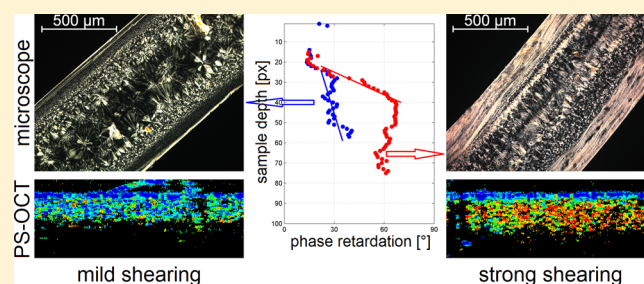 500 µm
500 µm
microscope
PS-OCT
sample depth [px]
0
10
20
30
40
50
60
70
80
90
100
0
30
60
90
phase retardation [°]
mild shearing
strong shearing